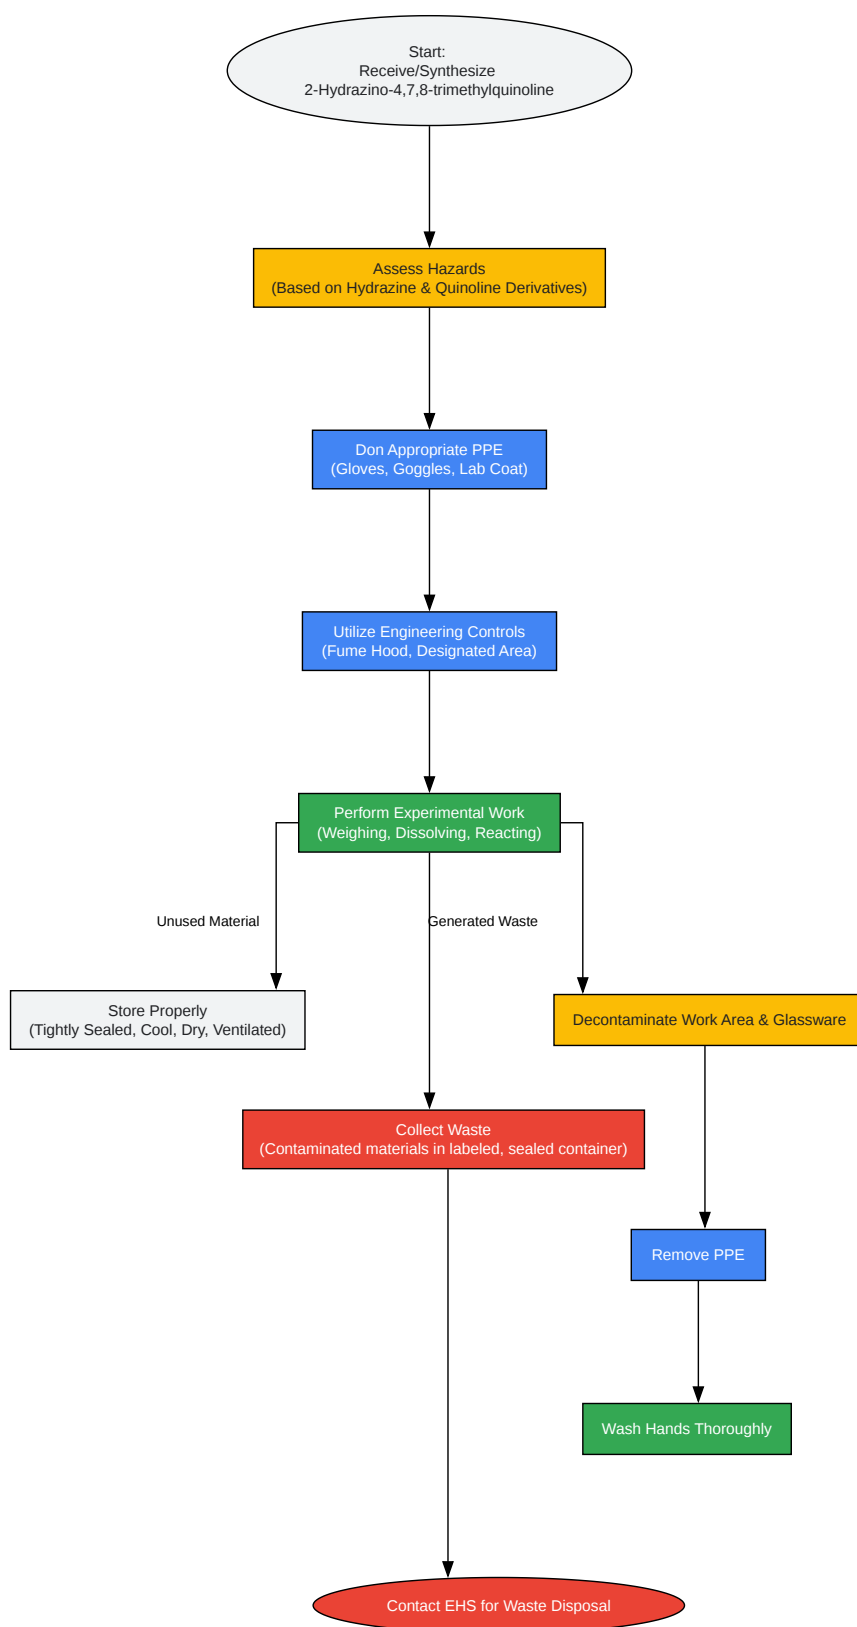 Start:
Receive/Synthesize
2-Hydrazino-4,7,8-trimethylquinoline
Assess Hazards
(Based on Hydrazine & Quinoline Derivatives)
Don Appropriate PPE
(Gloves, Goggles, Lab Coat)
Utilize Engineering Controls
(Fume Hood, Designated Area)
Perform Experimental Work
(Weighing, Dissolving, Reacting)
Unused Material
Generated Waste
Store Properly
(Tightly Sealed, Cool, Dry, Ventilated)
Decontaminate Work Area & Glassware
Collect Waste
(Contaminated materials in labeled, sealed container)
Remove PPE
Wash Hands Thoroughly
Contact EHS for Waste Disposal